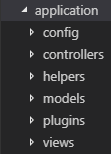 application
config
controllers
helpers
models
plugins
views